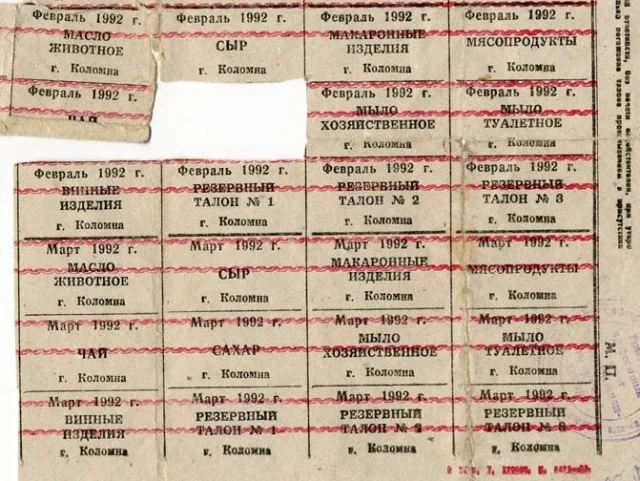 Февраль 1992 г. Февраль 1992 г. Февраль 1992 г. Февраль 1992 г.
МАСЛО ЖИВОТНОЕ СЫР МАКАРОННЫЕ ИЗДЕЛИЯ МЯСОПРОДУКТЫ
г. Коломна г. Коломна г. Коломна г. Коломна
Февраль 1992 г. Февраль 1992 г. Февраль 1992 г.
ЧАЙ МЫЛО ХОЗЯЙСТВЕННОЕ МЫЛО ТУАЛЕТНОЕ
г. Коломна г. Коломна
Февраль 1992 г. Февраль 1992 г. Февраль 1992 г. Февраль 1992 г.
ВИННЫЕ ИЗДЕЛИЯ РЕЗЕРВНЫЙ ТАЛОН № 1 РЕЗЕРВНЫЙ ТАЛОН № 2 РЕЗЕРВНЫЙ ТАЛОН № 3
г. Коломна г. Коломна г. Коломна г. Коломна
Март 1992 г. Март 1992 г. Март 1992 г. Март 1992 г.
МАСЛО ЖИВОТНОЕ СЫР МАКАРОННЫЕ ИЗДЕЛИЯ МЯСОПРОДУКТЫ
г. Коломна г. Коломна г. Коломна г. Коломна
Март 1992 г. Март 1992 г. Март 1992 г. Март 1992 г.
ЧАЙ САХАР МЫЛО ХОЗЯЙСТВЕННОЕ МЫЛО ТУАЛЕТНОЕ
г. Коломна г. Коломна г. Коломна г. Коломна
Март 1992 г. Март 1992 г. Март 1992 г. Март 1992 г.
ВИННЫЕ ИЗДЕЛИЯ РЕЗЕРВНЫЙ ТАЛОН № 1 РЕЗЕРВНЫЙ ТАЛОН № 2 РЕЗЕРВНЫЙ ТАЛОН №
г. Коломна г. Коломна г. Коломна г. Коломна
М. П.